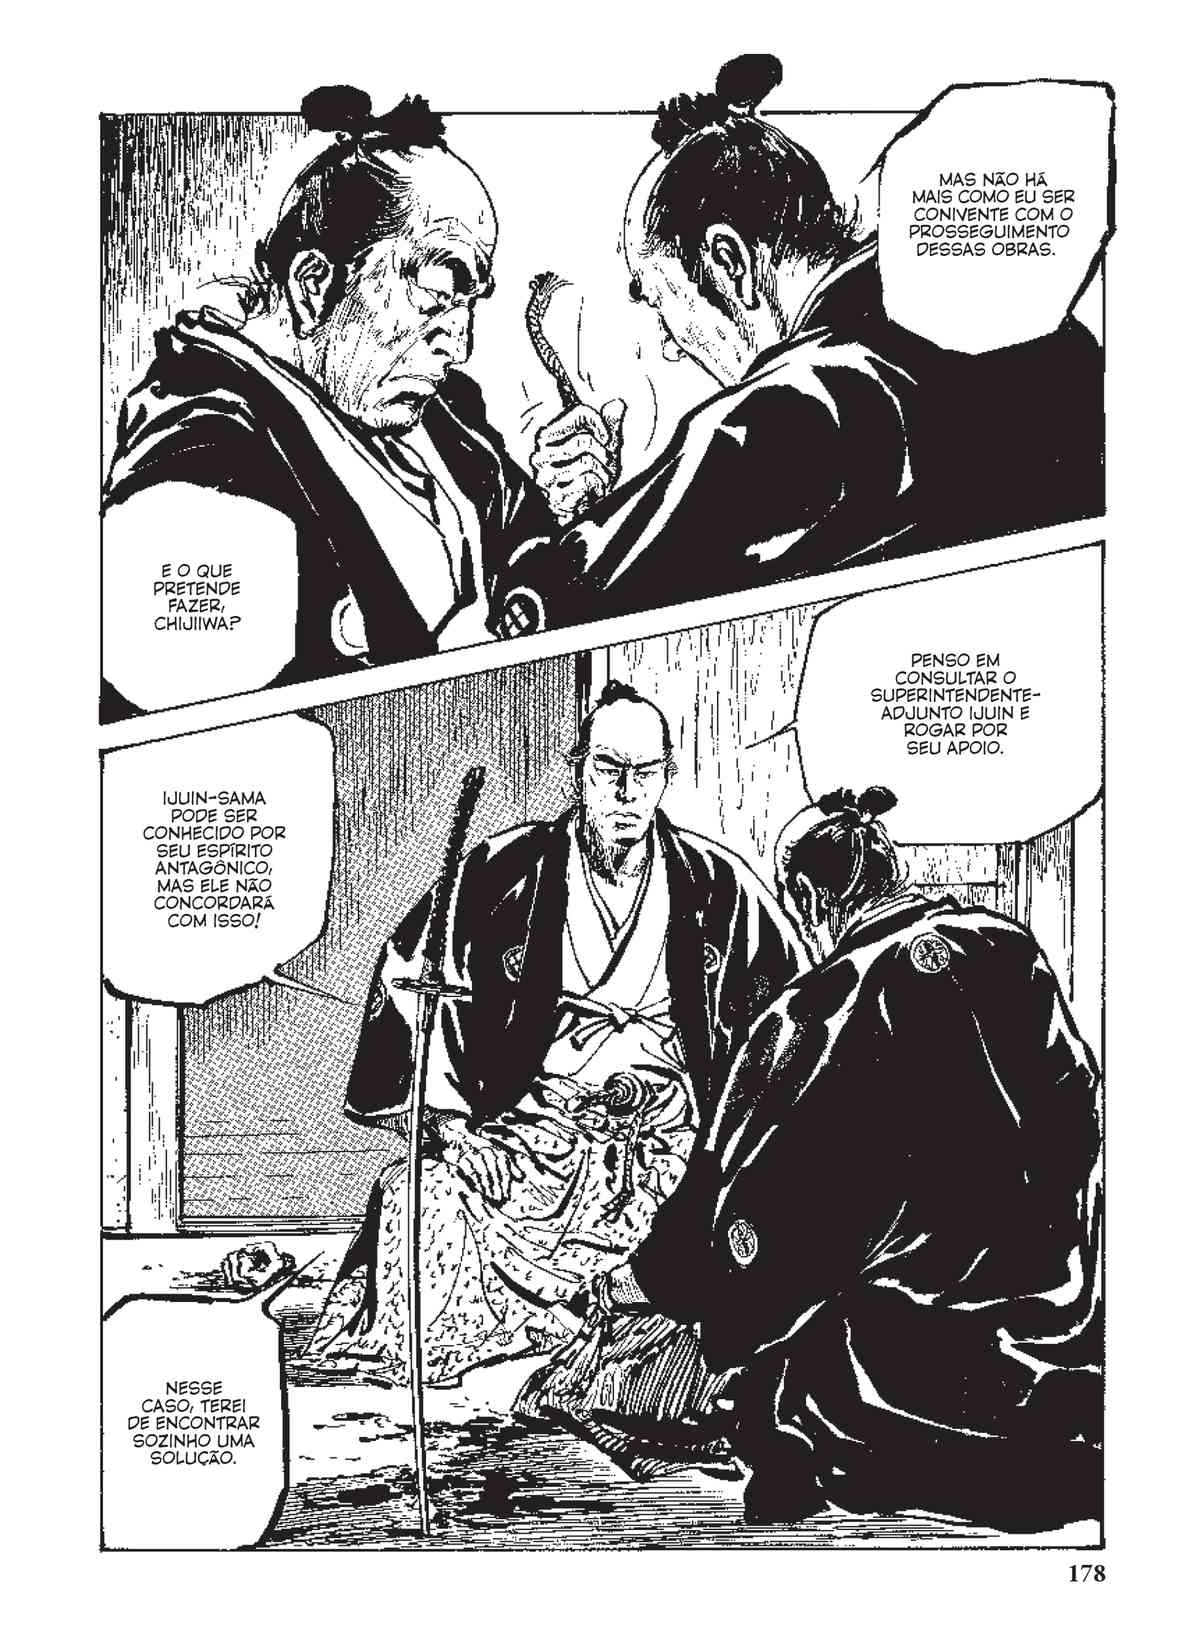 MAS NÃO HÁ
MAIS COMO EU SER
CONIVENTE COM O
PROSSEGUIMENTO
DESSAS OBRAS.
E O QUE
PRETENDE
FAZER,
CHIJIIWA?
PENSO EM
CONSULTAR O
SUPERINTENDENTE-
ADJUNTO IJUIN E
ROGAR POR
SEU APOIO.
IJUIN-SAMA
PODE SER
CONHECIDO POR
SEU ESPÍRITO
ANTAGÔNICO,
MAS ELE NÃO
CONCORDARÁ
COM ISSO!
NESSE
CASO, TEREI
DE ENCONTRAR
SOZINHO UMA
SOLUÇÃO.
178